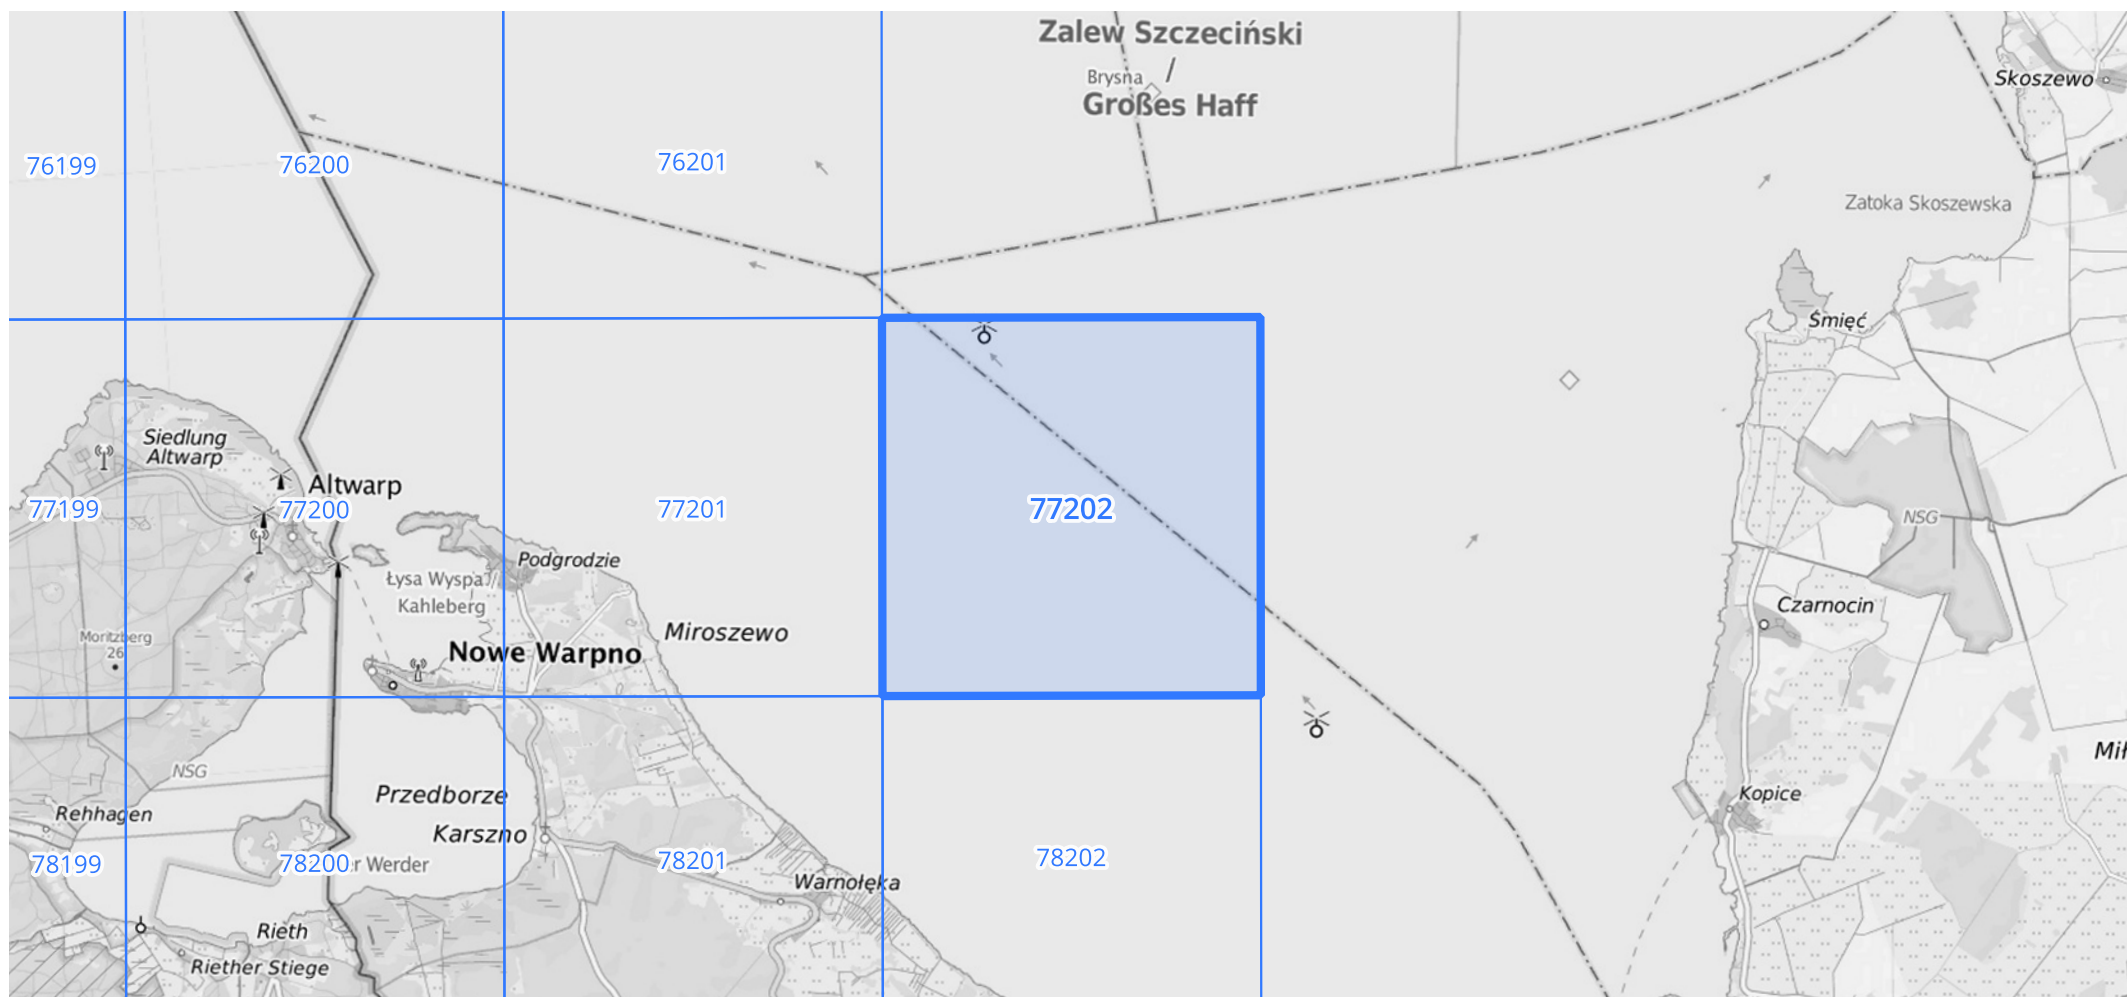 Zalew Szczeciński
/
Brysna
Großes Haff
Skoszewo
76199
76200
76201
Zatoka Skoszewska
Śmięć
Siedlung
Altwarp
Altwarp
77199
77200
77201
77202
NSG
Podgrodzie
Łysa Wyspa /
Kahleberg
Czarnocin
Moritzberg
26
Miroszewo
Nowe Warpno
NSG
Przedborze
Kopice
Rehhagen
Karszno
78199
78200
er Werder
78201
78202
Warnołęka
Rieth
Riether Stiege